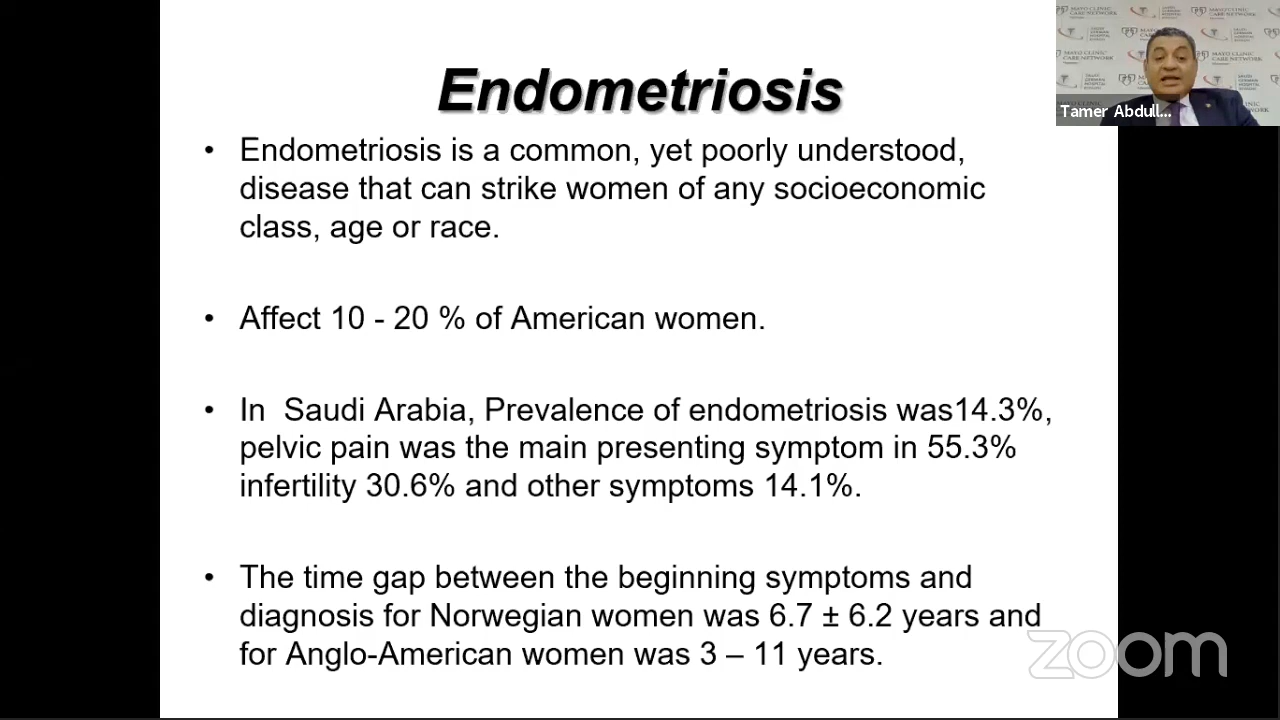 Endometriosis
• Endometriosis is a common, yet poorly understood,
disease that can strike women of any socioeconomic
class, age or race.
• Affect 10 - 20 % of American women.
• In  Saudi Arabia, Prevalence of endometriosis was14.3%,
pelvic pain was the main presenting symptom in 55.3%
infertility 30.6% and other symptoms 14.1%.
• The time gap between the beginning symptoms and
diagnosis for Norwegian women was 6.7 ± 6.2 years and
for Anglo-American women was 3 – 11 years.
MAYO CLINIC
CARE NETWORK
Tamer Abdull...
zoom